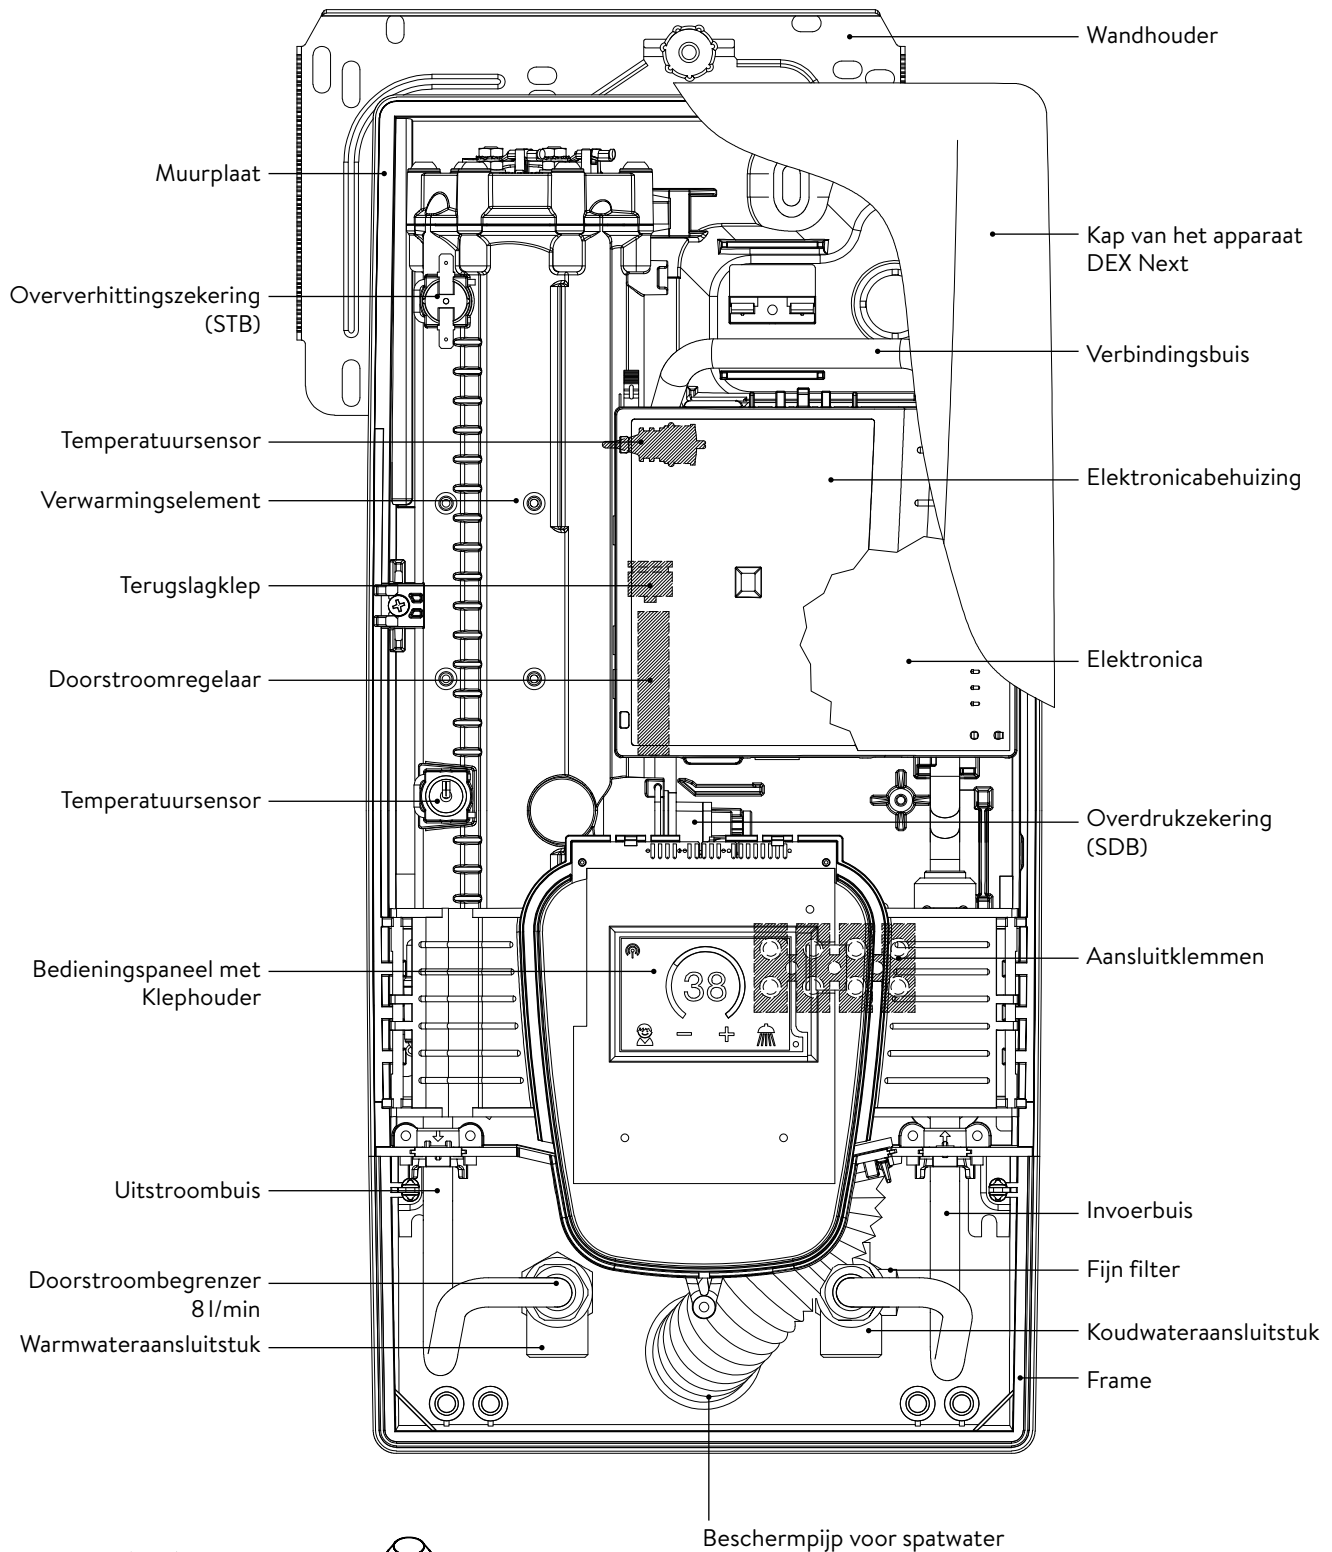 Wandhouder
Muurplaat
Kap van het apparaat
DEX Next
Oververhittingszekering
(STB)
Verbindingsbuis
Temperatuursensor
Elektronicabehuizing
Verwarmingselement
Terugslagklep
Elektronica
Doorstroomregelaar
Temperatuursensor
Overdrukzekering
(SDB)
Aansluitklemmen
Bedieningspaneel met
Klephouder
38
− +
Uitstroombuis
Invoerbuis
Fijn filter
Doorstroombegrenzer
8 l/min
Koudwateraansluitstuk
Warmwateraansluitstuk
Frame
Beschermpijp voor spatwater